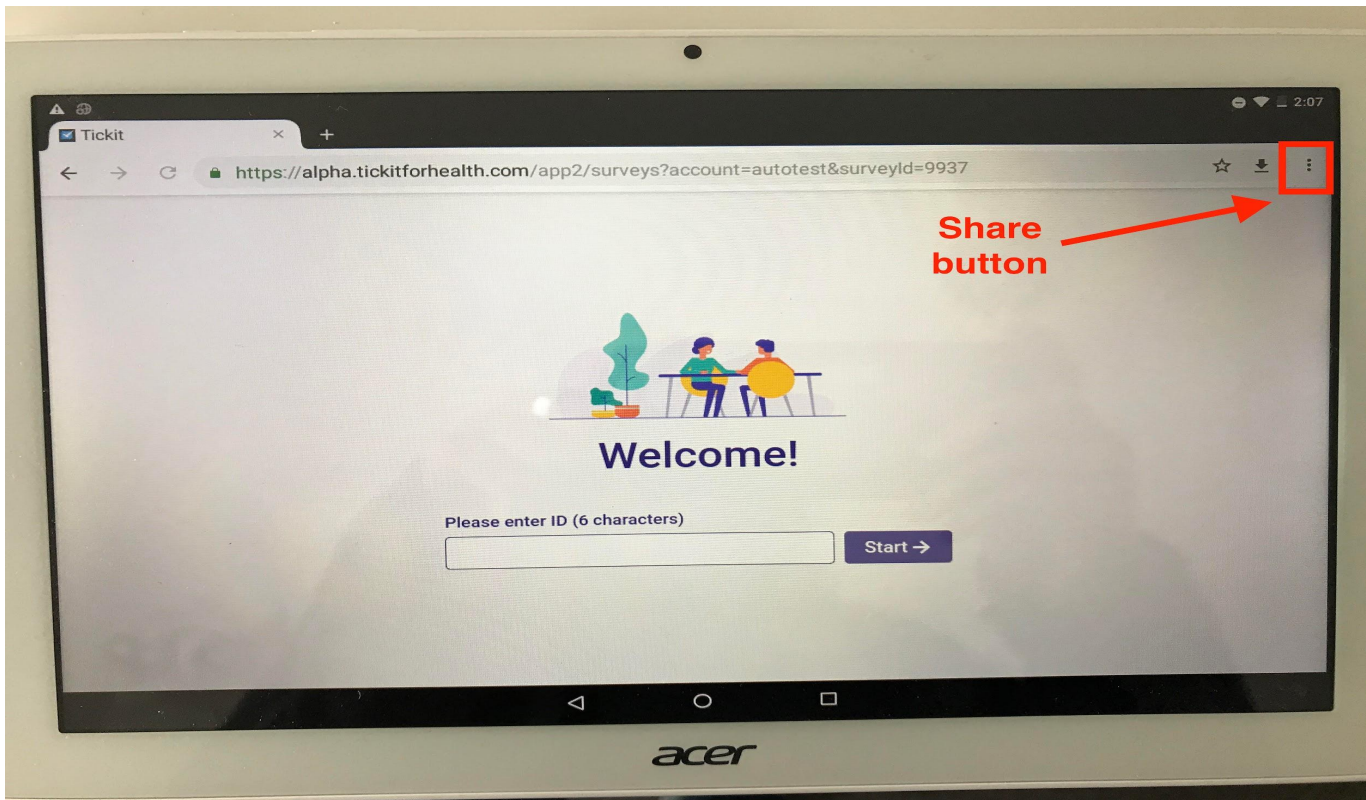 2:07
Tickit
https://alpha.tickitforhealth.com/app2/surveys?account=autotest&surveyId=9937
Share
button
Welcome!
Please enter ID (6 characters)
Start →
acer